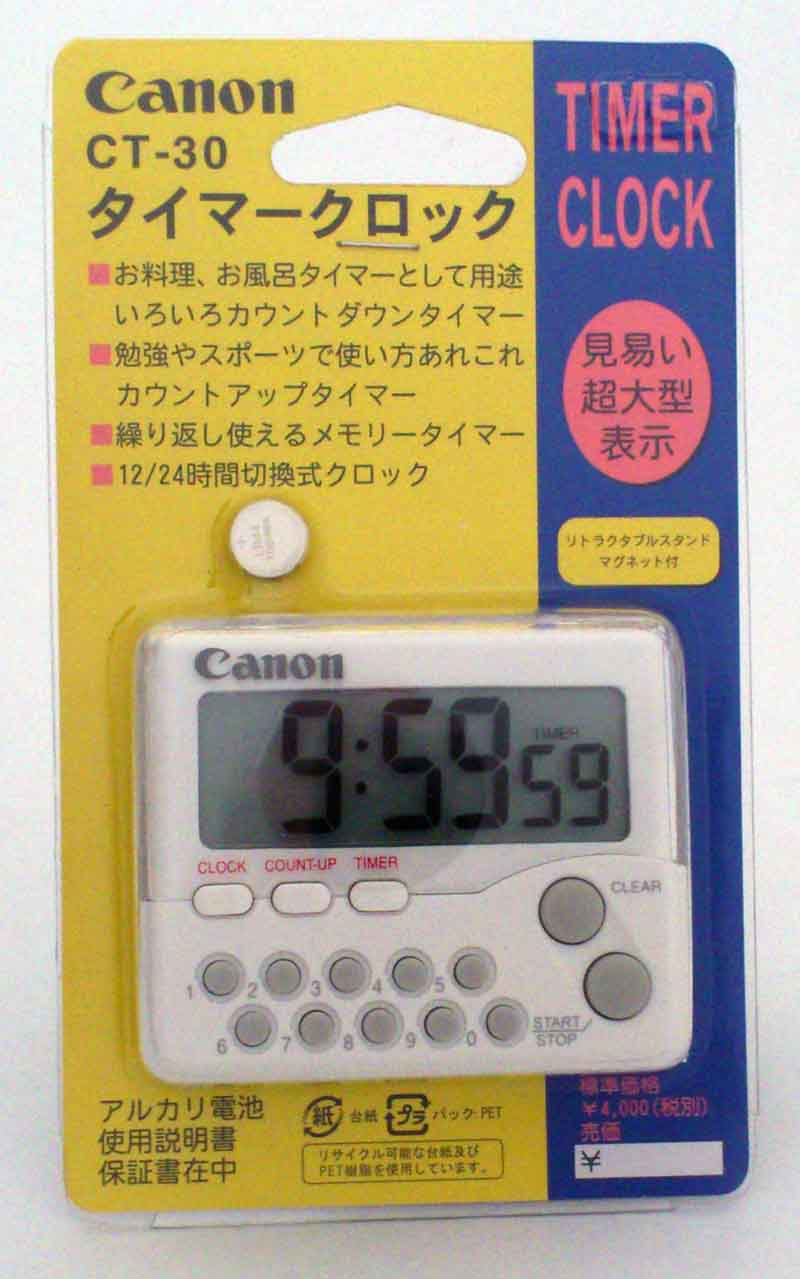 Canon
CT-30
タイマークロック
■お料理、お風呂タイマーとして用途
いろいろカウントダウンタイマー
■勉強やスポーツで使い方あれこれ
カウントアップタイマー
■繰り返し使えるメモリータイマー
■12/24時間切換式クロック
TIMER
CLOCK
見易い
超大型
表示
リトラクタブルスタンド
マグネット付
Canon
TIMER
9:59 59
CLOCK COUNT-UP TIMER
CLEAR
1 2 3 4 5
6 7 8 9 0
START/
STOP
アルカリ電池
使用説明書
保証書在中
紙 台紙 プラ パック・PET
リサイクル可能な台紙及び
PET樹脂を使用しています。
標準価格
¥4,000(税別)
売価
¥